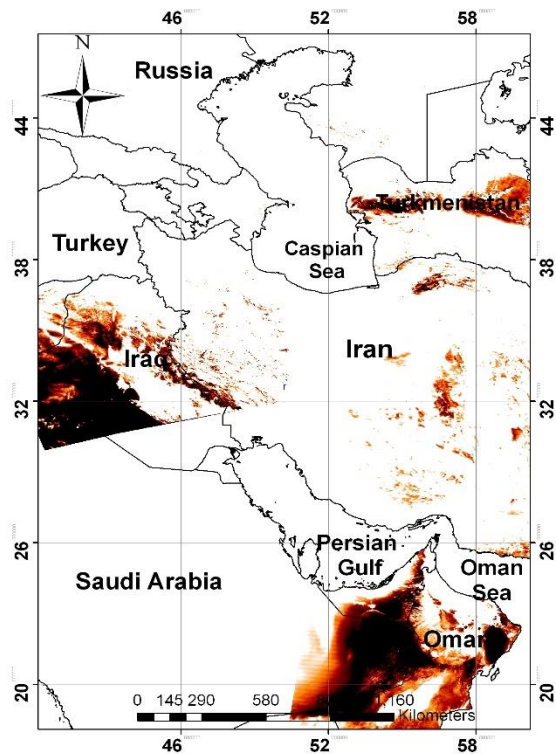 46 52 58
N
Russia
44 44
Turkmenistan
Turkey
Caspian
Sea
38 38
Iraq
Iran
32 32
26 26
Persian
Gulf
Oman
Sea
Saudi Arabia
Oman
20 20
0 145 290 580 1,160
Kilometers
46 52 58